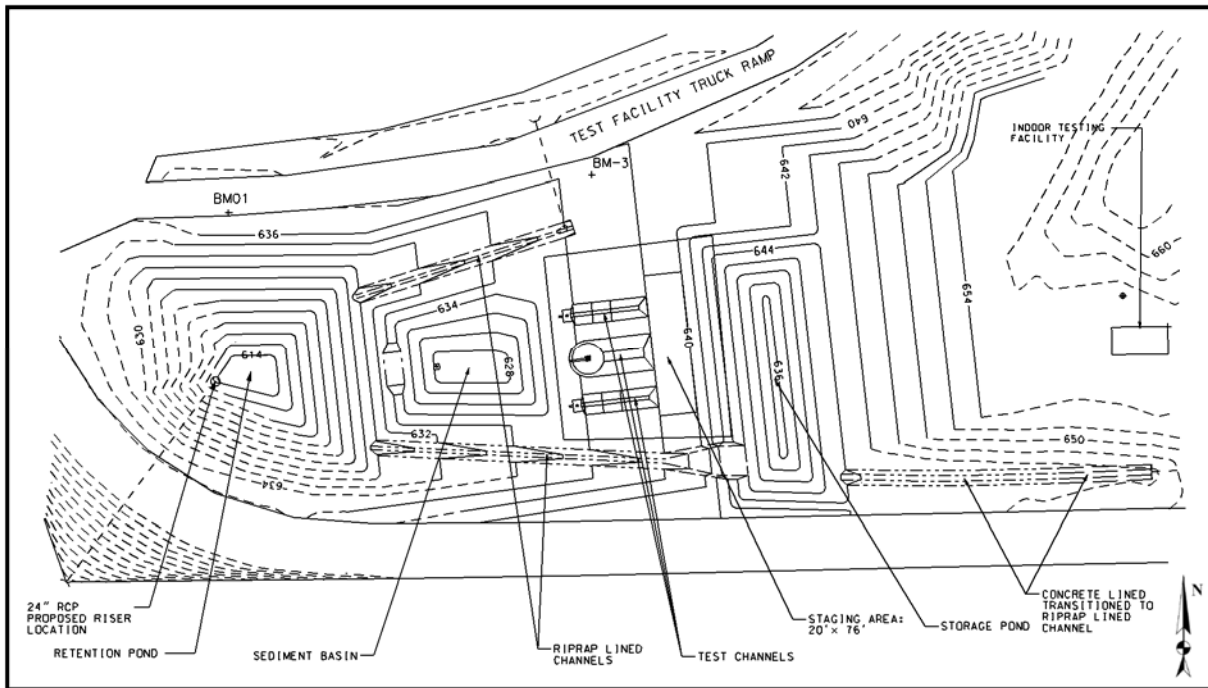 TEST FACILITY TRUCK RAMP
BM-3
BM01
640
642
INDOOR TESTING
FACILITY
636
644
660
630
634
654
640
614
628
636
632
650
634
24" RCP
PROPOSED RISER
LOCATION
RETENTION POND
SEDIMENT BASIN
RIPRAP LINED
CHANNELS
TEST CHANNELS
STAGING AREA:
20'× 76'
STORAGE POND
CONCRETE LINED
TRANSITIONED TO
RIPRAP LINED
CHANNEL
N